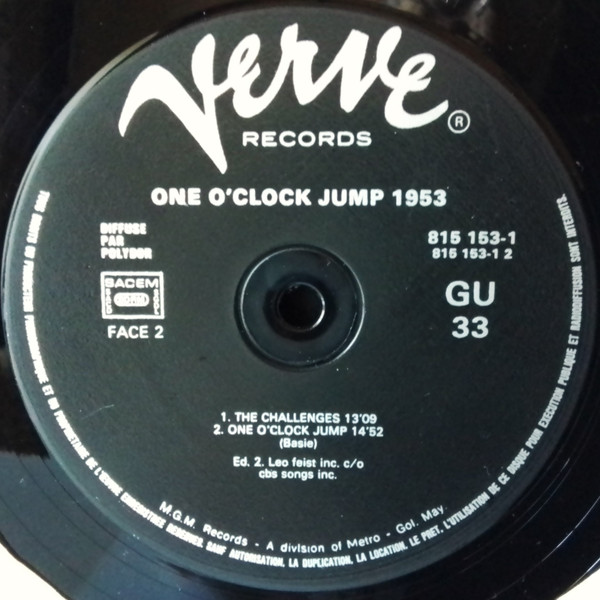 Verve
RECORDS
®
ONE O'CLOCK JUMP 1953
DIFFUSE
PAR
POLYDOR
815 153-1
815 153-1 2
SACEM
FACE 2
GU
33
1. THE CHALLENGES 13'09
2. ONE O'CLOCK JUMP 14'52
(Basie)
Ed. 2. Leo feist inc. c/o
cbs songs inc.
M.G.M. Records - A division of Metro - Gol. May.
TOUS DROITS DU PRODUCTEUR PHONOGRAPHIQUE ET DU PROPRIETAIRE DE L'OEUVRE ENREGISTREE RESERVES. SAUF AUTORISATION, LA DUPLICATION, LA LOCATION, LE PRET, L'UTILISATION DE CE DISQUE POUR EXECUTION PUBLIQUE ET RADIODIFFUSION SONT INTERDITS.